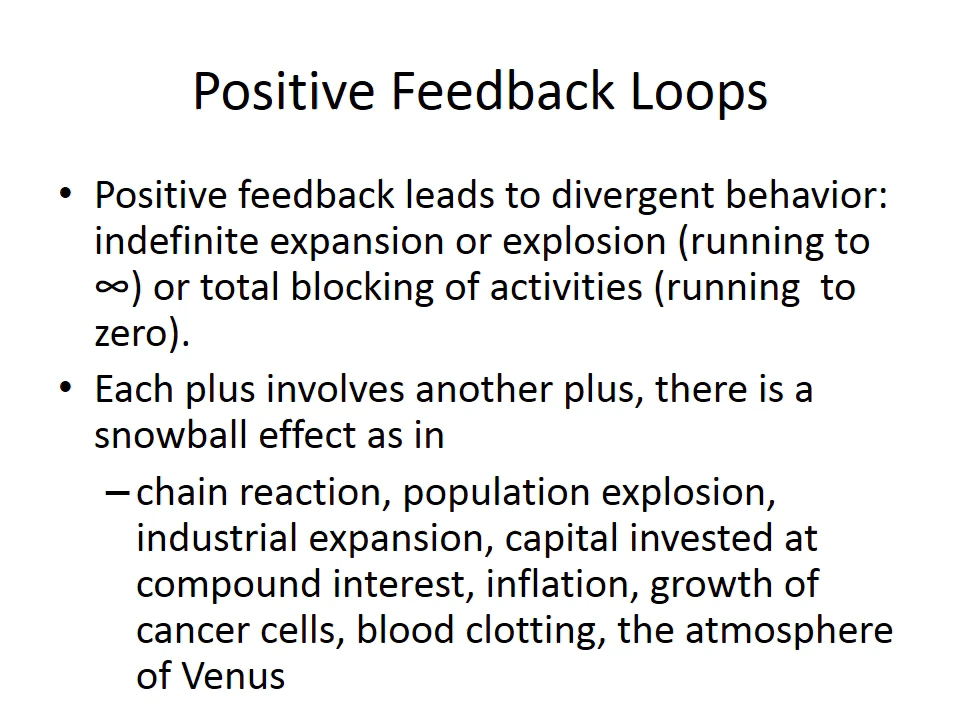 Positive Feedback Loops
• Positive feedback leads to divergent behavior:
indefinite expansion or explosion (running to
∞) or total blocking of activities (running  to
zero).
• Each plus involves another plus, there is a
snowball effect as in
–chain reaction, population explosion,
industrial expansion, capital invested at
compound interest, inflation, growth of
cancer cells, blood clotting, the atmosphere
of Venus